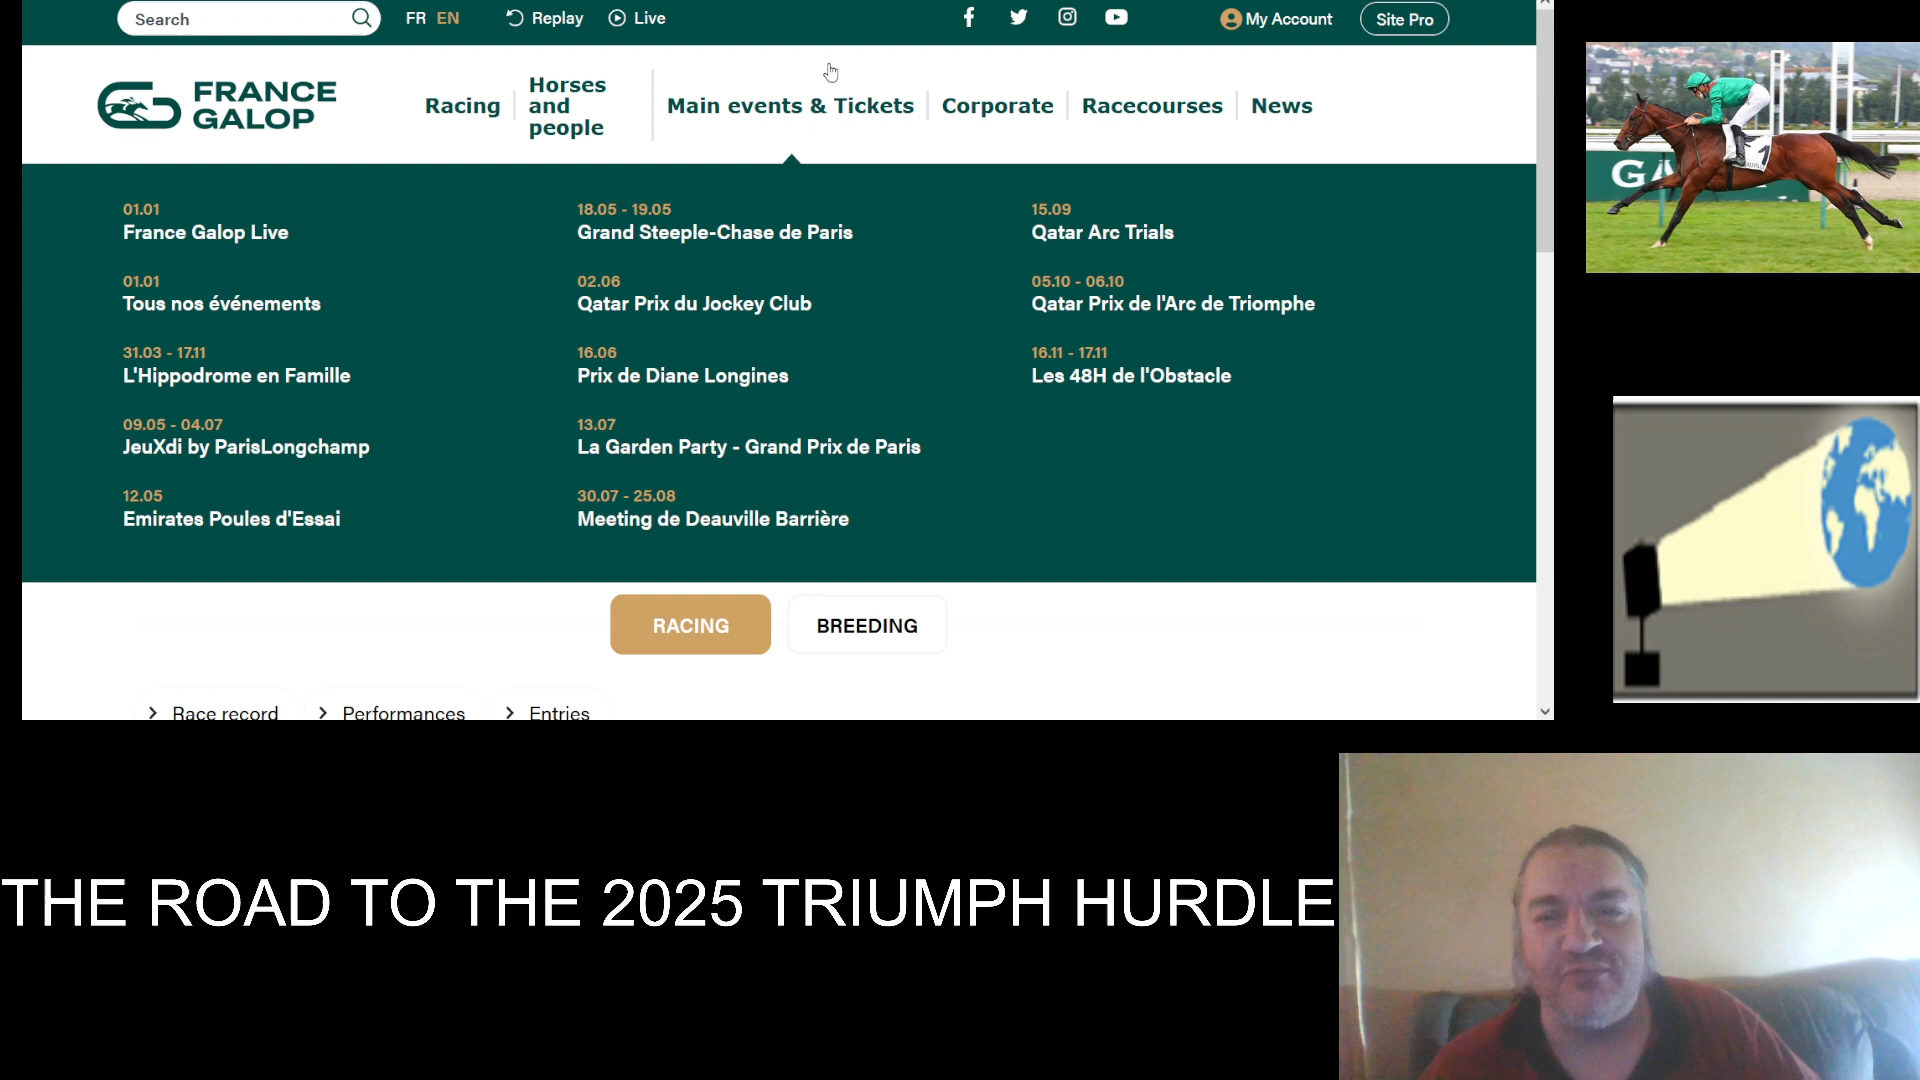 Search
FR EN
Replay
Live
My Account
Site Pro
FRANCE
GALOP
Racing
Horses
and
people
Main events & Tickets
Corporate
Racecourses
News
01.01
France Galop Live
01.01
Tous nos événements
31.03 - 17.11
L'Hippodrome en Famille
09.05 - 04.07
JeuXdi by ParisLongchamp
12.05
Emirates Poules d'Essai
18.05 - 19.05
Grand Steeple-Chase de Paris
02.06
Qatar Prix du Jockey Club
16.06
Prix de Diane Longines
13.07
La Garden Party - Grand Prix de Paris
30.07 - 25.08
Meeting de Deauville Barrière
15.09
Qatar Arc Trials
05.10 - 06.10
Qatar Prix de l'Arc de Triomphe
16.11 - 17.11
Les 48H de l'Obstacle
RACING
BREEDING
Race record
Performances
Entries
1
THE ROAD TO THE 2025 TRIUMPH HURDLE